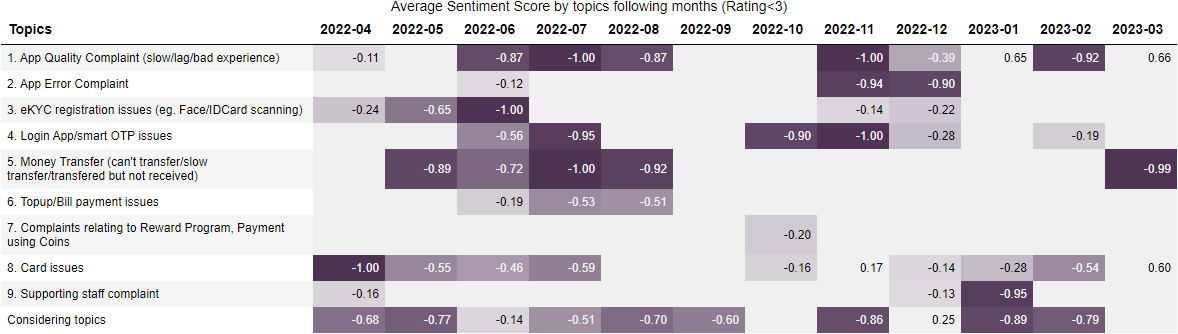 Average Sentiment Score by topics following months (Rating<3)
Topics 2022-04 2022-05 2022-06 2022-07 2022-08 2022-09 2022-10 2022-11 2022-12 2023-01 2023-02 2023-03
1. App Quality Complaint (slow/lag/bad experience) -0.11 -0.87 -1.00 -0.87 -1.00 -0.39 0.65 -0.92 0.66
2. App Error Complaint -0.12 -0.94 -0.90
3. eKYC registration issues (eg. Face/IDCard scanning) -0.24 -0.65 -1.00 -0.14 -0.22
4. Login App/smart OTP issues -0.56 -0.95 -0.90 -1.00 -0.28 -0.19
5. Money Transfer (can't transfer/slow
transfer/transfered but not received) -0.89 -0.72 -1.00 -0.92 -0.99
6. Topup/Bill payment issues -0.19 -0.53 -0.51
7. Complaints relating to Reward Program, Payment
using Coins -0.20
8. Card issues -1.00 -0.55 -0.46 -0.59 -0.16 0.17 -0.14 -0.28 -0.54 0.60
9. Supporting staff complaint -0.16 -0.13 -0.95
Considering topics -0.68 -0.77 -0.14 -0.51 -0.70 -0.60 -0.86 0.25 -0.89 -0.79